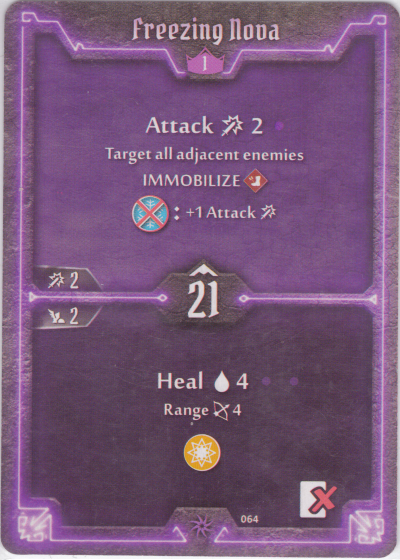 Freezing Nova
1
Attack 2
Target all adjacent enemies
IMMOBILIZE
: +1 Attack
2
21
2
Heal 4
Range 4
064